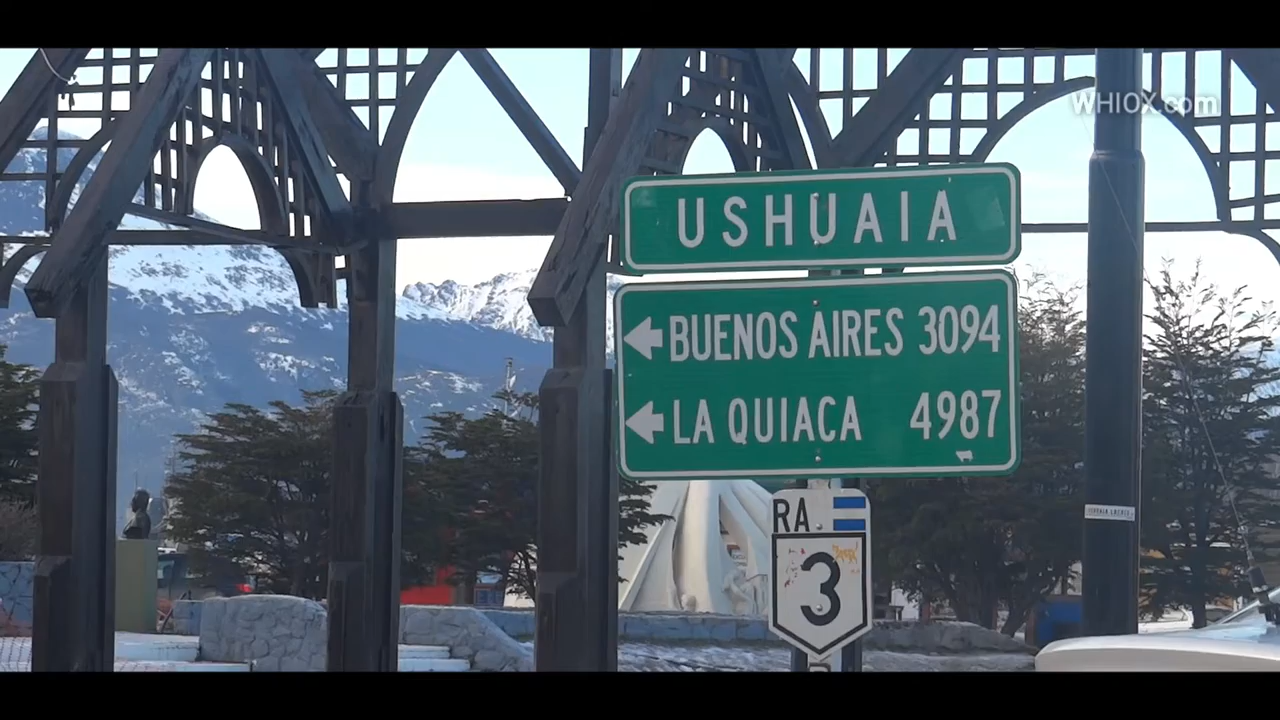 WHIOX.com
USHUAIA
BUENOS AIRES 3094
LA QUIACA 4987
RA
3